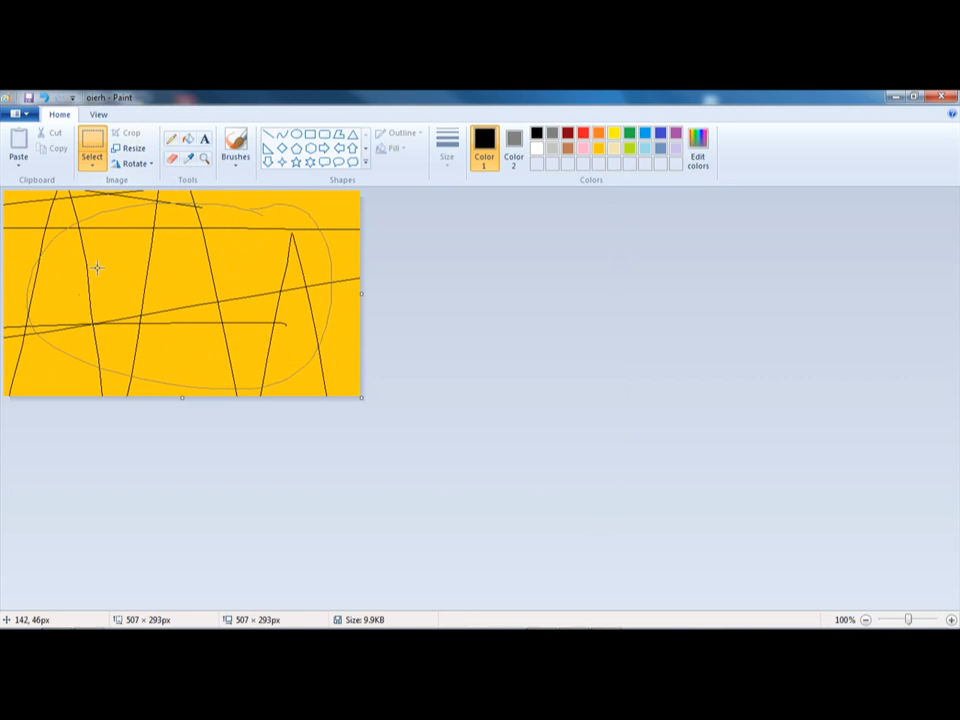 oierh - Paint
Home View
Cut
Copy
Paste
Clipboard
Select
Crop
Resize
Rotate
Image
A
Tools
Brushes
Outline
Fill
Shapes
Size
Color 1
Color 2
Edit colors
Colors
142, 46px 507 × 293px 507 × 293px Size: 9.9KB 100%